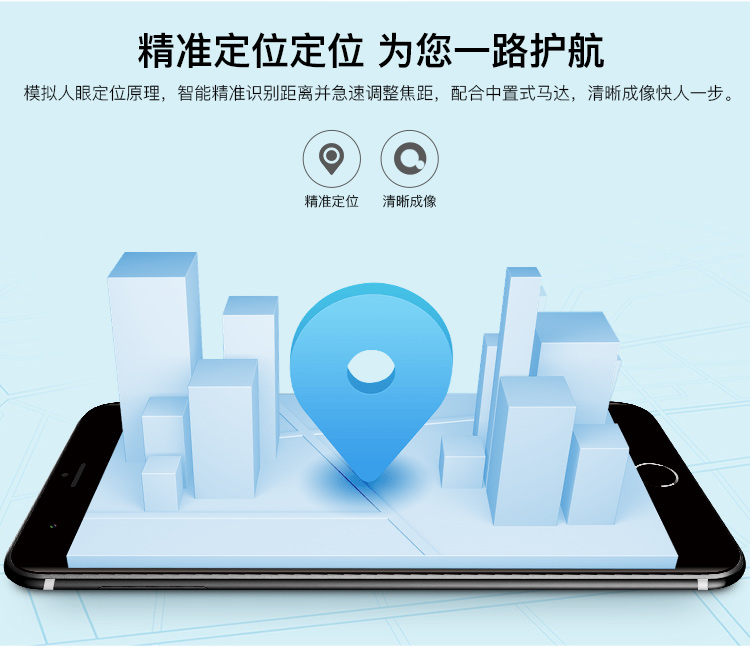 精准定位定位 为您一路护航
模拟人眼定位原理，智能精准识别距离并急速调整焦距，配合中置式马达，清晰成像快人一步。
精准定位 清晰成像